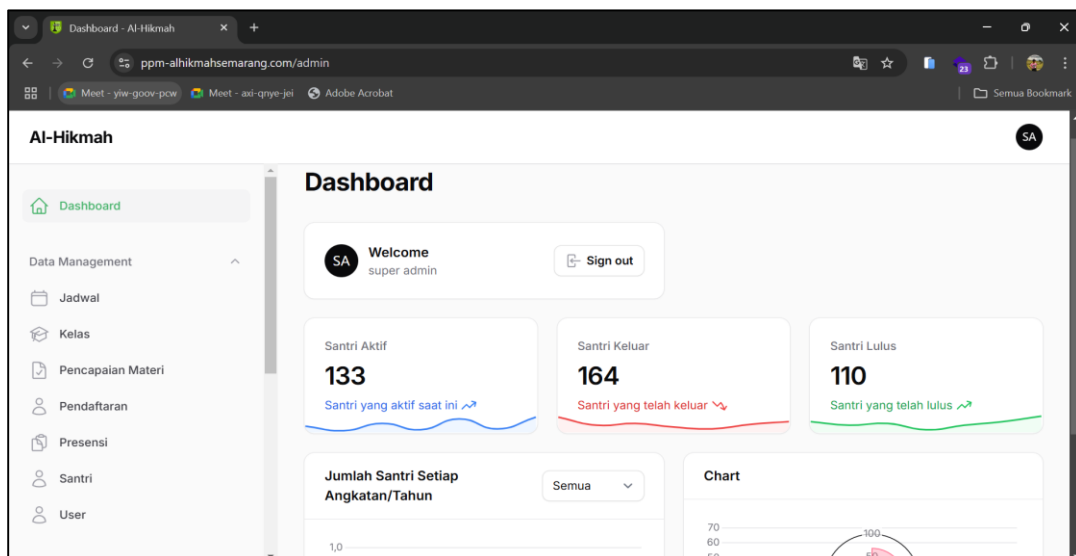 Dashboard - Al-Hikmah
ppm-alhikmahsemarang.com/admin
23
Meet - yiw-goov-pcw
Meet - axi-qnye-jei
Adobe Acrobat
Semua Bookmark
Al-Hikmah
SA
Dashboard
Data Management
Jadwal
Kelas
Pencapaian Materi
Pendaftaran
Presensi
Santri
User
Dashboard
SA
Welcome
super admin
Sign out
Santri Aktif
133
Santri yang aktif saat ini
Santri Keluar
164
Santri yang telah keluar
Santri Lulus
110
Santri yang telah lulus
Jumlah Santri Setiap
Angkatan/Tahun
Semua
1,0
Chart
70
60
100